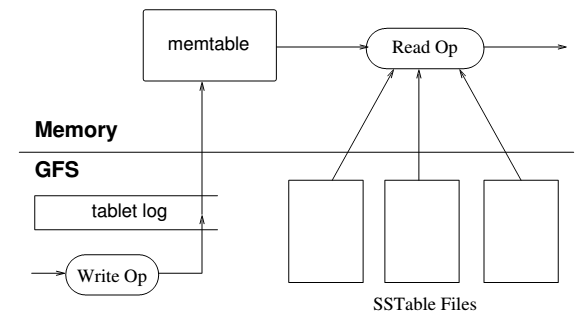 memtable
Read Op
Memory
GFS
tablet log
Write Op
SSTable Files